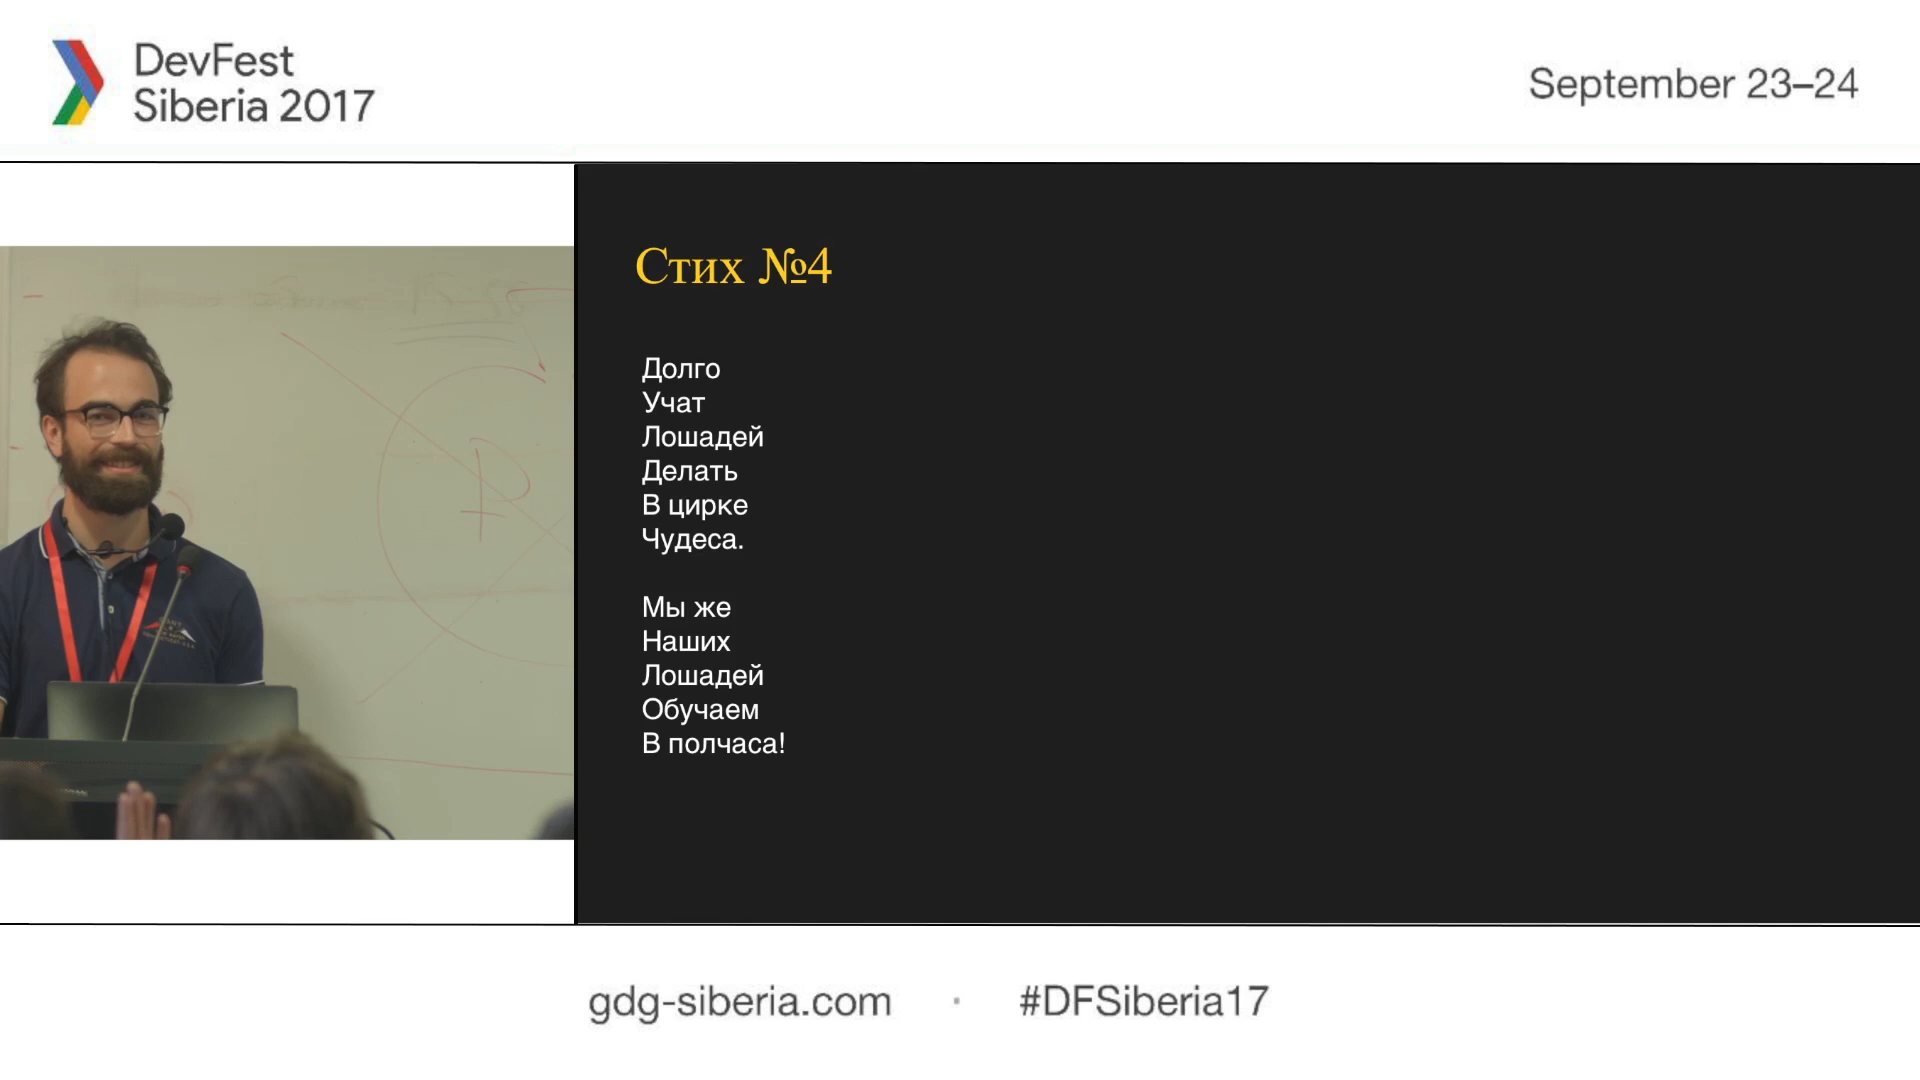 DevFest
Siberia 2017
September 23–24
Стих №4
Долго
Учат
Лошадей
Делать
В цирке
Чудеса.
Мы же
Наших
Лошадей
Обучаем
В полчаса!
gdg-siberia.com · #DFSiberia17